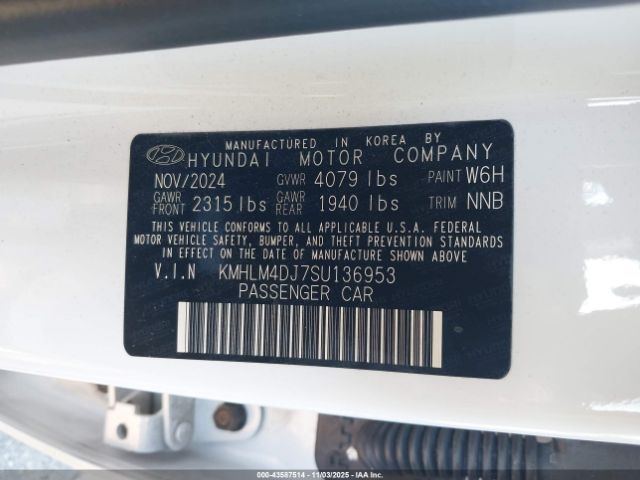 MANUFACTURED IN KOREA BY
HYUNDAI MOTOR COMPANY
NOV/2024 GVWR 4079 lbs PAINT W6H
GAWR FRONT 2315 lbs GAWR REAR 1940 lbs TRIM NNB
THIS VEHICLE CONFORMS TO ALL APPLICABLE U.S.A. FEDERAL
MOTOR VEHICLE SAFETY, BUMPER, AND THEFT PREVENTION STANDARDS
IN EFFECT ON THE DATE OF MANUFACTURE SHOWN ABOVE.
V.I.N KMHLM4DJ7SU136953
PASSENGER CAR
000-43587514 - 11/03/2025 - IAAI.COM